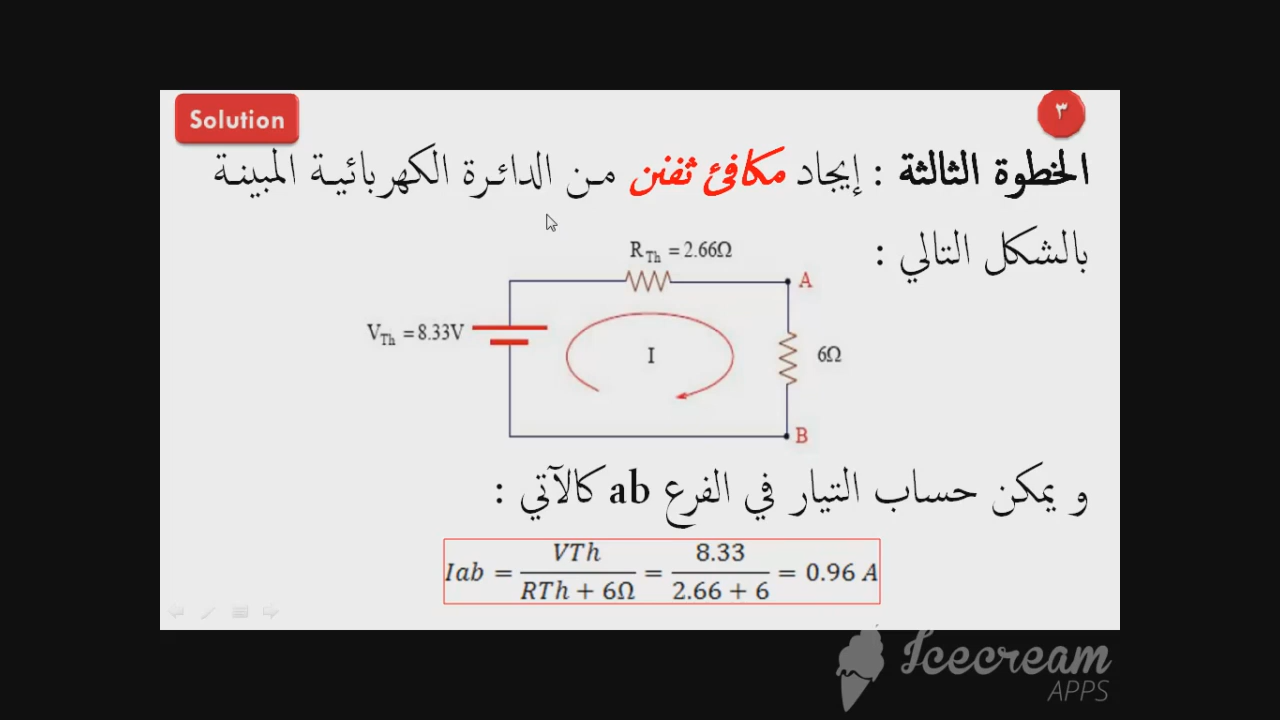 Solution
٣
الخطوة الثالثة : إيجاد مكافئ ثفنن من الدائرة الكهربائية المبينة
بالشكل التالي :
R_Th = 2.66Ω
A
V_Th = 8.33V
I
6Ω
B
و يمكن حساب التيار في الفرع ab كالآتي :
Iab = VTh / (RTh + 6Ω) = 8.33 / (2.66 + 6) = 0.96 A
Icecream
APPS